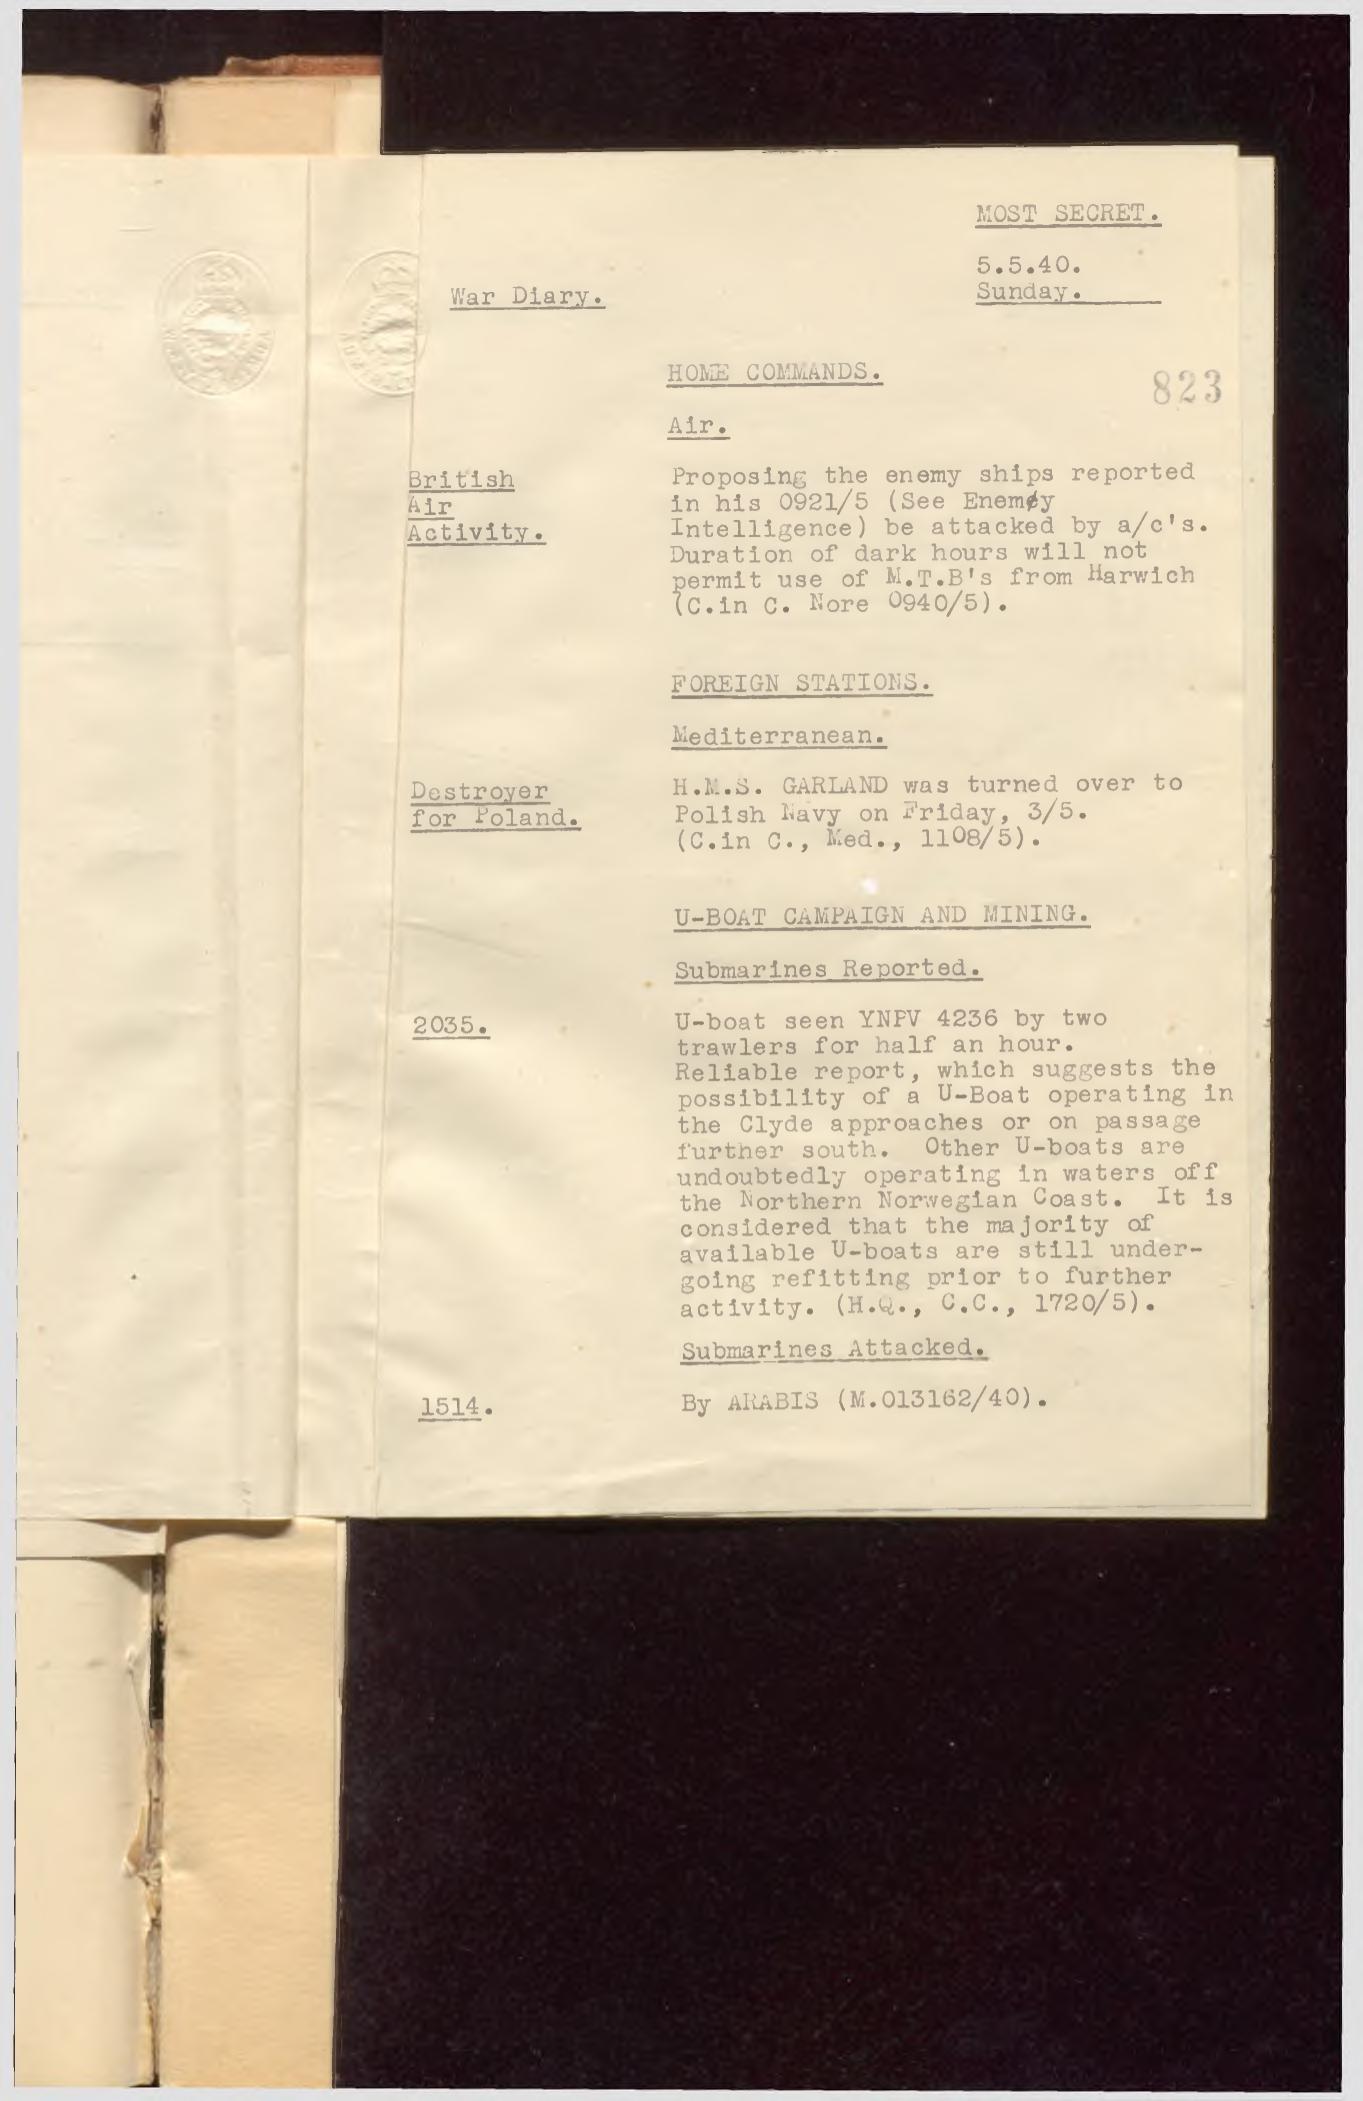 MOST SECRET.
5.5.40.
Sunday.
War Diary.
HOME COMMANDS.
823
Air.
British
Air
Activity.
Proposing the enemy ships reported
in his 0921/5 (See Enemøy
Intelligence) be attacked by a/c's.
Duration of dark hours will not
permit use of M.T.B's from Harwich
(C.in C. Nore 0940/5).
FOREIGN STATIONS.
Mediterranean.
Destroyer
for Poland.
H.M.S. GARLAND was turned over to
Polish Navy on Friday, 3/5.
(C.in C., Med., 1108/5).
U-BOAT CAMPAIGN AND MINING.
Submarines Reported.
2035.
U-boat seen YNPV 4236 by two
trawlers for half an hour.
Reliable report, which suggests the
possibility of a U-Boat operating in
the Clyde approaches or on passage
further south. Other U-boats are
undoubtedly operating in waters off
the Northern Norwegian Coast. It is
considered that the majority of
available U-boats are still under-
going refitting prior to further
activity. (H.Q., C.C., 1720/5).
Submarines Attacked.
1514.
By ARABIS (M.013162/40).